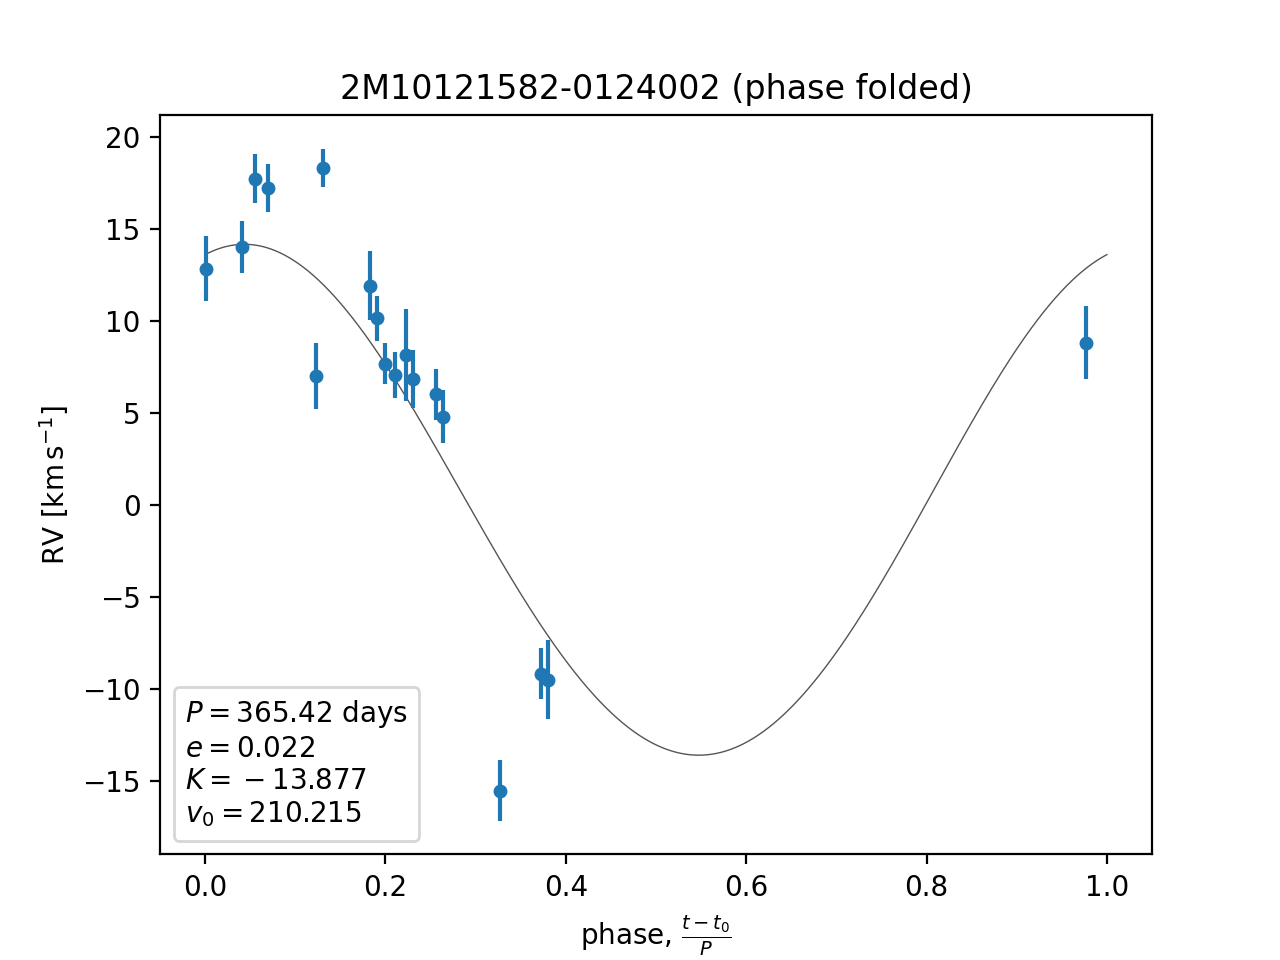 2M10121582-0124002 (phase folded)
20
15
10
5
0
−5
−10
−15
RV [km s⁻¹]
P = 365.42 days
e = 0.022
K = −13.877
v₀ = 210.215
0.0 0.2 0.4 0.6 0.8 1.0
phase, (t − t₀)/P